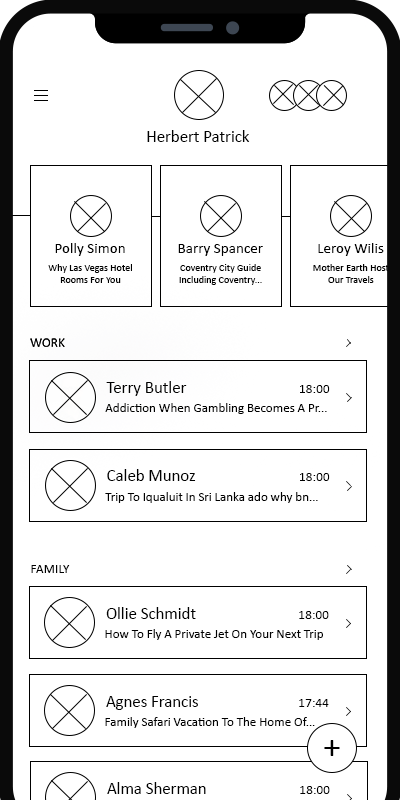 Herbert Patrick
Polly Simon
Why Las Vegas Hotel
Rooms For You
Barry Spancer
Coventry City Guide
Including Coventry...
Leroy Wilis
Mother Earth Host
Our Travels
WORK
Terry Butler
18:00
Addiction When Gambling Becomes A Pr...
Caleb Munoz
18:00
Trip To Iqualuit In Sri Lanka ado why bn...
FAMILY
Ollie Schmidt
18:00
How To Fly A Private Jet On Your Next Trip
Agnes Francis
17:44
Family Safari Vacation To The Home Of...
+
Alma Sherman
18:00